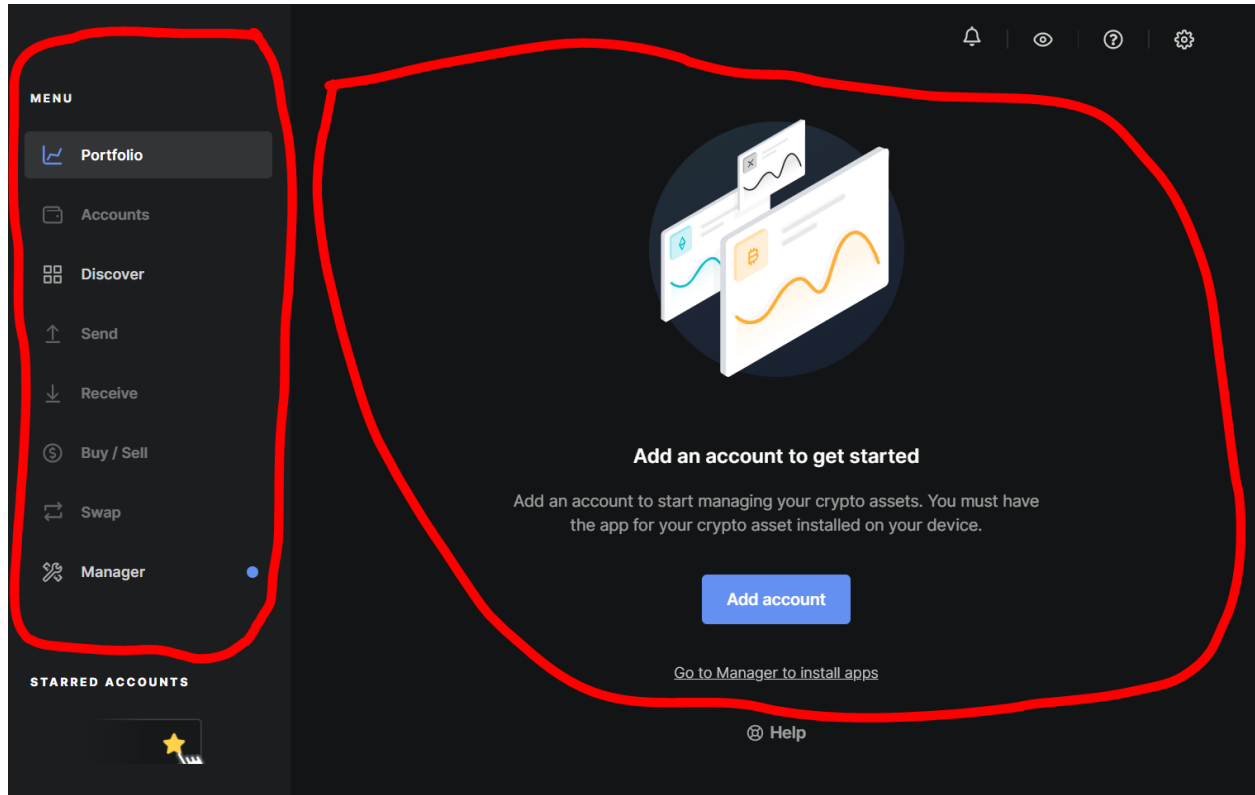 MENU
Portfolio
Accounts
Discover
Send
Receive
Buy / Sell
Swap
Manager
STARRED ACCOUNTS
Add an account to get started
Add an account to start managing your crypto assets. You must have
the app for your crypto asset installed on your device.
Add account
Go to Manager to install apps
Help